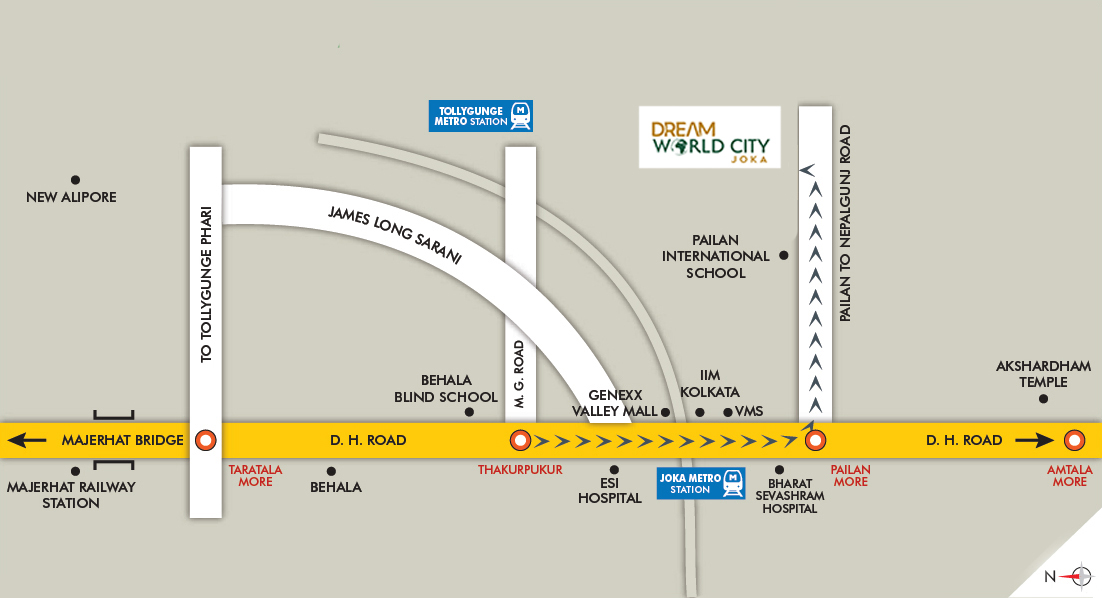 TOLLYGUNGE
METRO STATION
M
DREAM
WORLD CITY
JOKA
NEW ALIPORE
TO TOLLYGUNGE PHARI
JAMES LONG SARANI
M. G. ROAD
PAILAN
INTERNATIONAL
SCHOOL
PAILAN TO NEPALGUNJ ROAD
BEHALA
BLIND SCHOOL
GENEXX
VALLEY MALL
IIM
KOLKATA
VMS
AKSHARDHAM
TEMPLE
MAJERHAT BRIDGE
D. H. ROAD
D. H. ROAD
MAJERHAT RAILWAY
STATION
TARATALA
MORE
BEHALA
THAKURPUKUR
ESI
HOSPITAL
JOKA METRO
STATION
M
BHARAT
SEVASHRAM
HOSPITAL
PAILAN
MORE
AMTALA
MORE
N